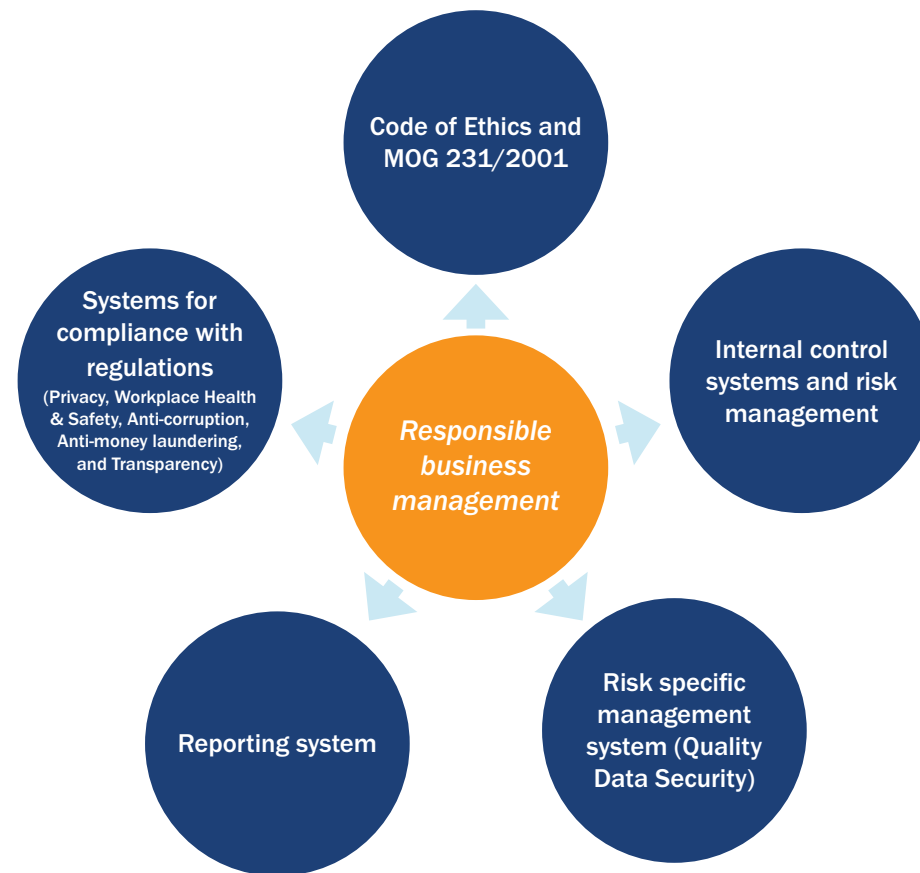 Code of Ethics and
MOG 231/2001
Systems for
compliance with
regulations
(Privacy, Workplace Health
& Safety, Anti-corruption,
Anti-money laundering,
and Transparency)
Internal control
systems and risk
management
Responsible
business
management
Reporting system
Risk specific
management
system (Quality
Data Security)